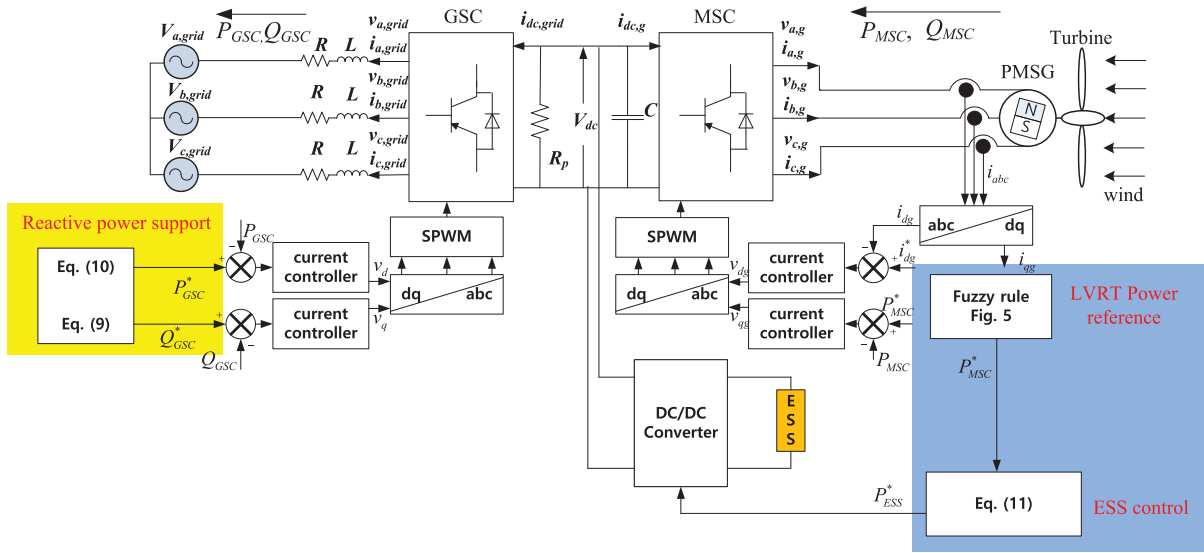 P_GSC, Q_GSC
GSC
MSC
P_MSC, Q_MSC
Turbine
PMSG
V_a,grid
R
L
v_a,grid
i_a,grid
i_dc,grid
i_dc,g
v_a,g
i_a,g
V_b,grid
R
L
v_b,grid
i_b,grid
V_dc
C
v_b,g
i_b,g
N
S
V_c,grid
R
L
v_c,grid
i_c,grid
R_p
v_c,g
i_c,g
i_abc
wind
Reactive power support
Eq. (10)
Eq. (9)
P_GSC
+
−
P*_GSC
+
−
Q*_GSC
Q_GSC
current
controller
current
controller
v_d
v_q
SPWM
dq
abc
SPWM
dq
abc
v_dg
v_qg
current
controller
current
controller
i_dg
−
+
i*_dg
P*_MSC
+
−
P_MSC
abc
dq
i_qg
Fuzzy rule
Fig. 5
LVRT Power
reference
P*_MSC
DC/DC
Converter
E
S
S
P*_ESS
Eq. (11)
ESS control